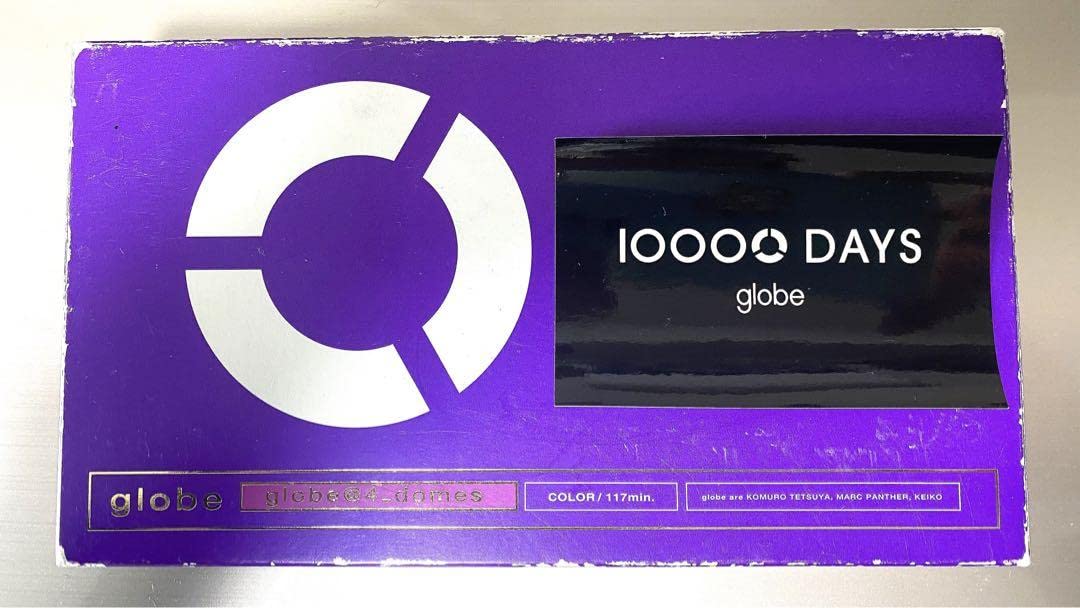 10000 DAYS
globe
globe
globe@4_domes
COLOR / 117min.
globe are KOMURO TETSUYA, MARC PANTHER, KEIKO